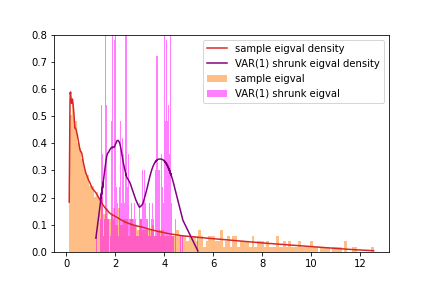 0.8
0.7
0.6
0.5
0.4
0.3
0.2
0.1
0.0
0 2 4 6 8 10 12
sample eigval density
VAR(1) shrunk eigval density
sample eigval
VAR(1) shrunk eigval